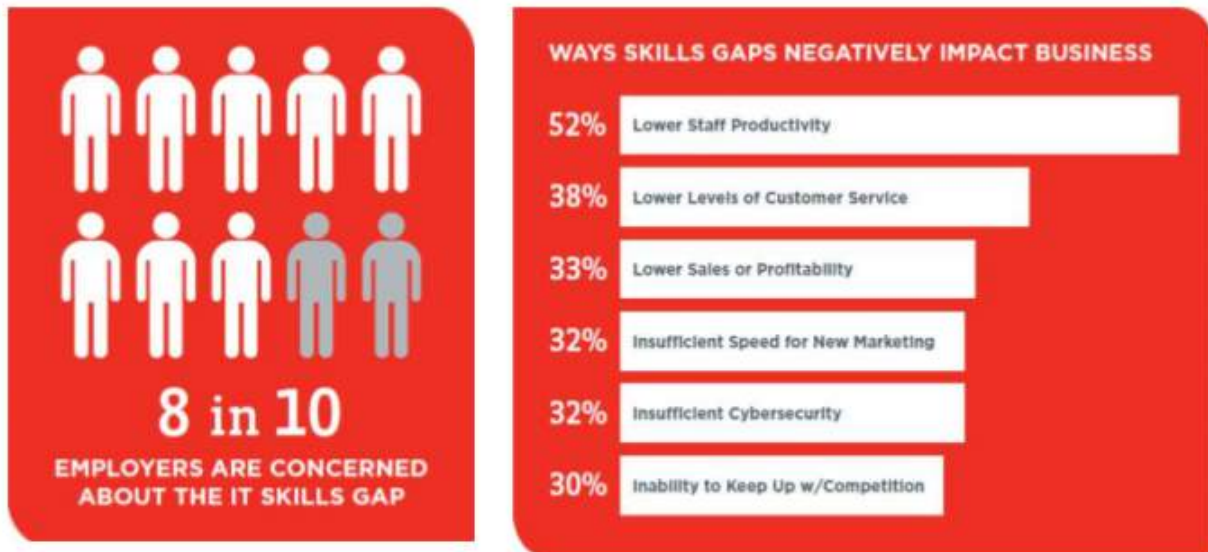 8 in 10
EMPLOYERS ARE CONCERNED
ABOUT THE IT SKILLS GAP
WAYS SKILLS GAPS NEGATIVELY IMPACT BUSINESS
52% Lower Staff Productivity
38% Lower Levels of Customer Service
33% Lower Sales or Profitability
32% Insufficient Speed for New Marketing
32% Insufficient Cybersecurity
30% Inability to Keep Up w/Competition